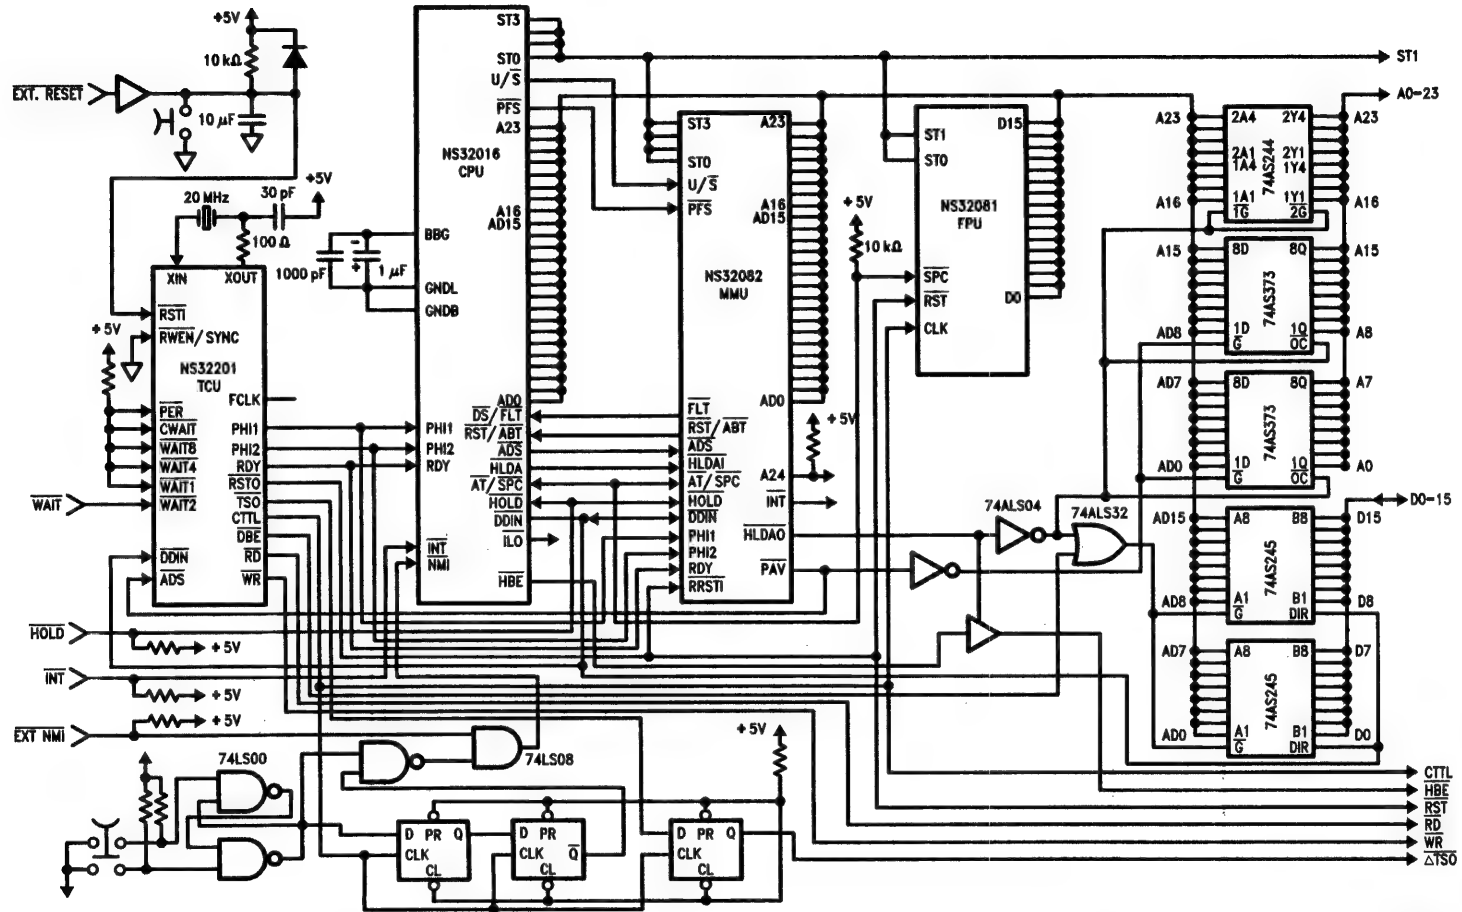 +5V
10 kΩ
EXT. RESET
10 µF
20 MHz
30 pF
+5V
100 Ω
XIN
XOUT
RSTI
RWEN/SYNC
+5V
NS32201
TCU
FCLK
PER
CWAIT
WAIT8
WAIT4
WAIT1
WAIT2
WAIT
DDIN
ADS
PHI1
PHI2
RDY
RSTO
TSO
CTTL
DBE
RD
WR
HOLD
+5V
INT
+5V
EXT NMI
+5V
ST3
ST0
U/S
PFS
A23
NS32016
CPU
A16
AD15
BBG
1000 pF
-
+
1 µF
GNDL
GNDB
AD0
DS/FLT
RST/ABT
ADS
HLDA
AT/SPC
HOLD
DDIN
ILO
HBE
PHI1
PHI2
RDY
INT
NMI
ST3
A23
ST0
U/S
PFS
A16
AD15
NS32082
MMU
AD0
FLT
RST/ABT
ADS
HLDAI
AT/SPC
HOLD
DDIN
PHI1
PHI2
RDY
RRSTI
+5V
A24
INT
HLDAO
PAV
+5V
10 kΩ
ST1
ST0
D15
NS32081
FPU
SPC
RST
CLK
D0
74ALS04
74ALS32
ST1
A0-23
A23
2A4
2Y4
A23
2A1
2Y1
1A4
1Y4
74AS244
A16
1A1
1Y1
A16
1G
2G
A15
8D
8Q
A15
74AS373
AD8
1D
1Q
A8
G
OC
AD7
8D
8Q
A7
74AS373
AD0
1D
1Q
A0
G
OC
D0-15
AD15
A8
B8
D15
74AS245
AD8
A1
B1
D8
G
DIR
AD7
A8
B8
D7
74AS245
AD0
A1
B1
D0
G
DIR
74LS00
74LS08
+5V
D PR Q
CLK
CL
D PR
CLK Q
CL
D PR Q
CLK
CL
CTTL
HBE
RST
RD
WR
△TSO